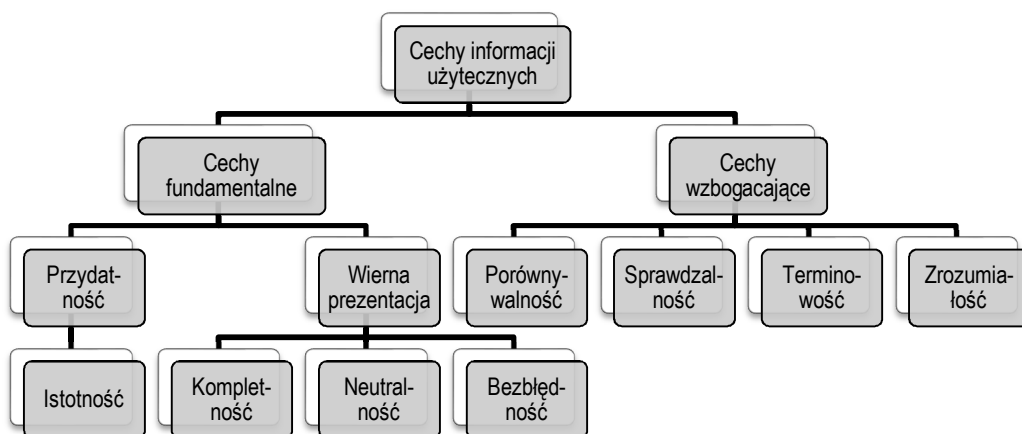 Cechy informacji
użytecznych
Cechy
fundamentalne
Cechy
wzbogacające
Przydat-
ność
Wierna
prezentacja
Porówny-
walność
Sprawdzal-
ność
Termino-
wość
Zrozumia-
łość
Istotność
Komplet-
ność
Neutral-
ność
Bezbłęd-
ność